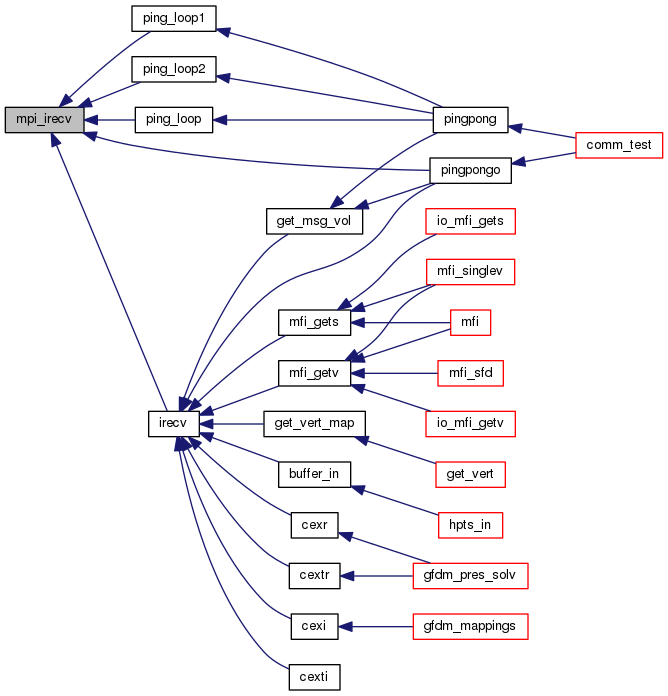 ping_loop1
ping_loop2
mpi_irecv
ping_loop
pingpong
comm_test
pingpongo
get_msg_vol
io_mfi_gets
mfi_singlev
mfi_gets
mfi
mfi_getv
mfi_sfd
irecv
get_vert_map
io_mfi_getv
buffer_in
get_vert
cexr
hpts_in
cextr
gfdm_pres_solv
cexi
gfdm_mappings
cexti